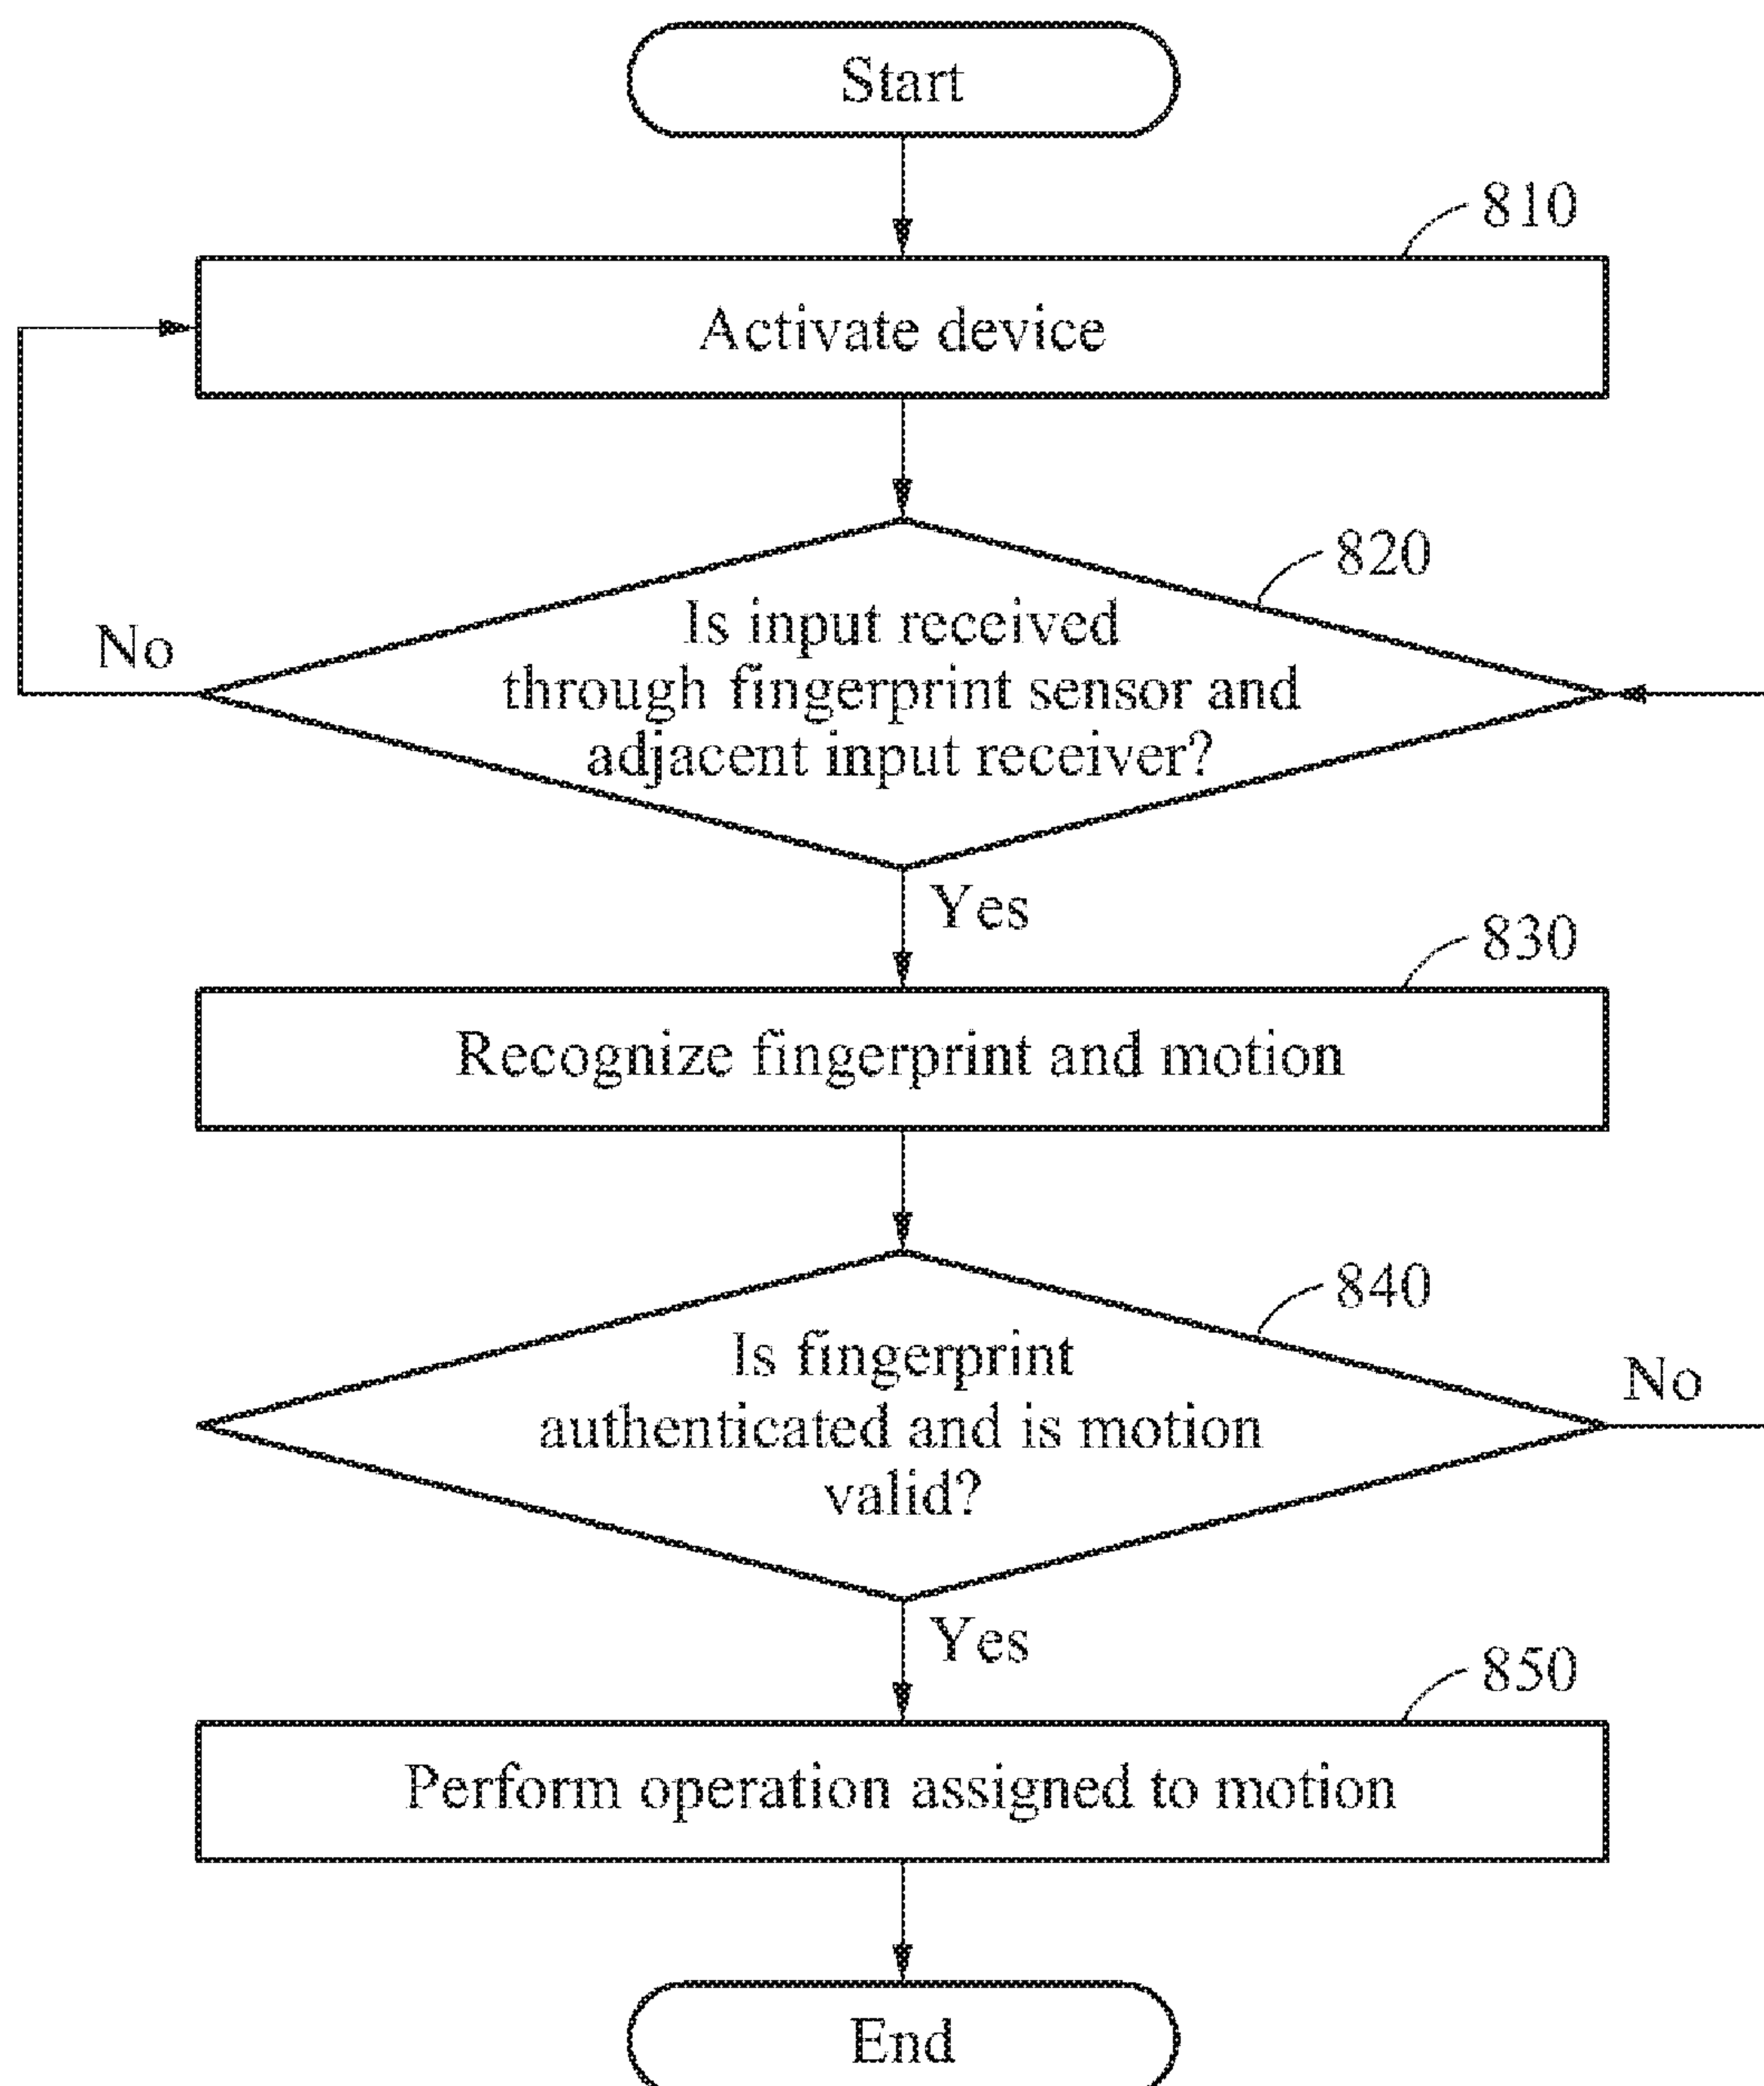 Start
810
Activate device
820
Is input received
No
through fingerprint sensor and
adjacent input receiver?
Yes
830
Recognize fingerprint and motion
840
Is fingerprint
No
authenticated and is motion
valid?
Yes
850
Perform operation assigned to motion
End